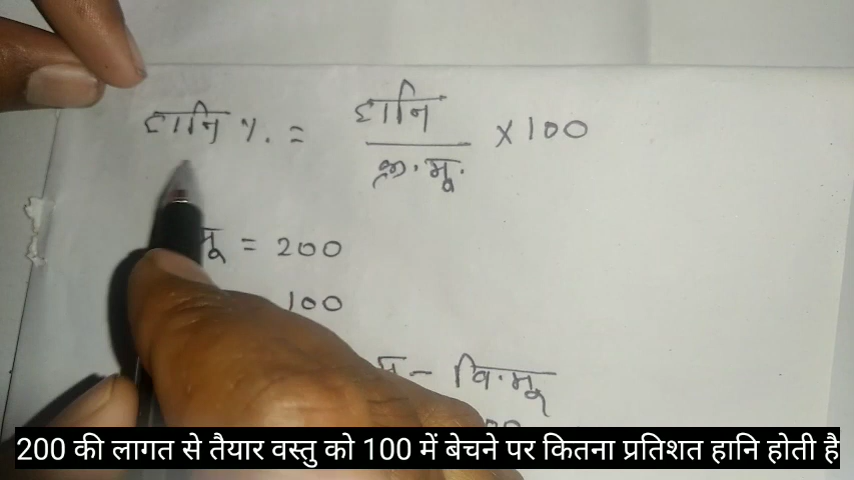 हानि %. = हानि / क्र.मू. × 100
मू = 200
100
- वि.मू
200 की लागत से तैयार वस्तु को 100 में बेचने पर कितना प्रतिशत हानि होती है